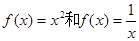 f(x) = x²和f(x) = 1/x